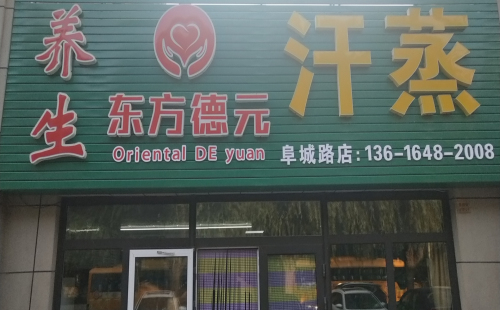 养生
东方德元
Oriental DE yuan
汗蒸
阜城路店：136-1648-2008